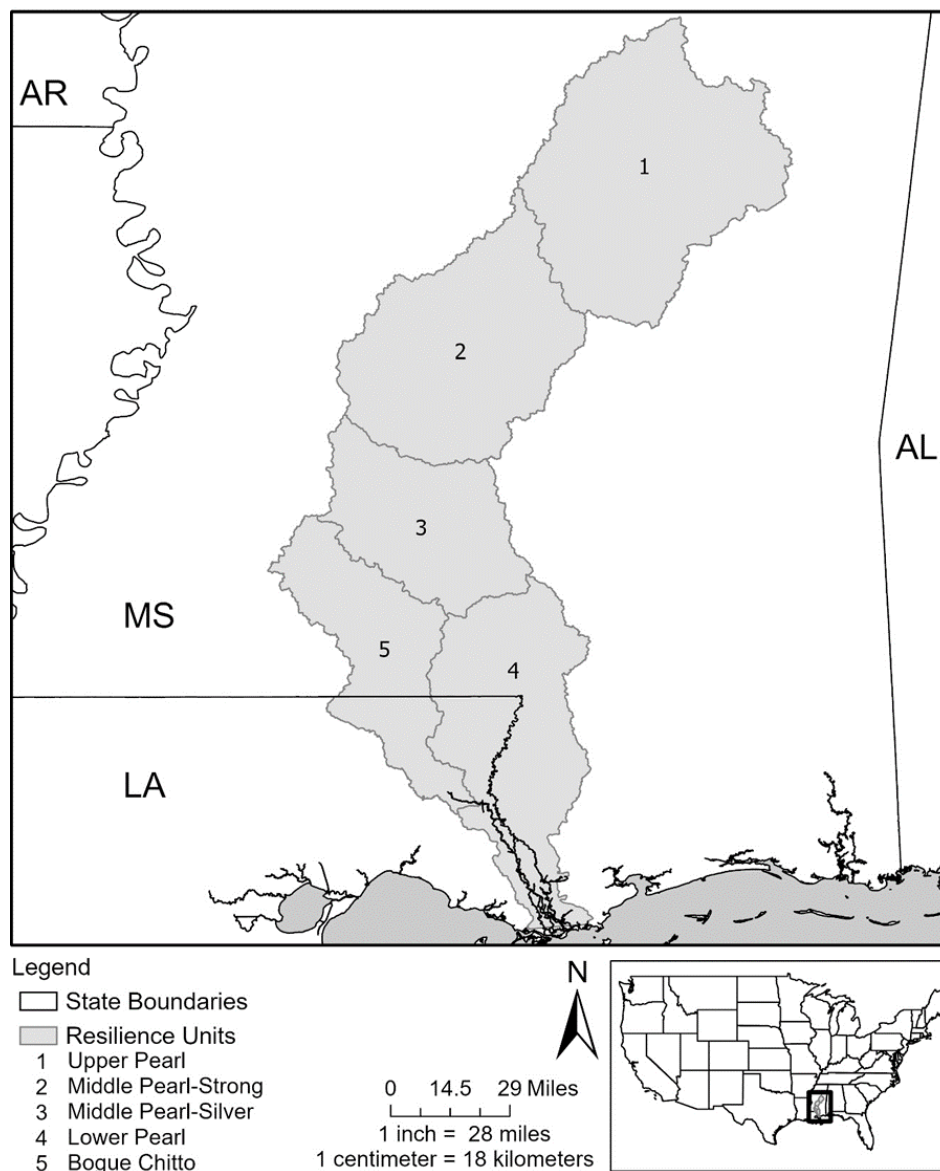 AR
1
2
AL
3
MS
5
4
LA
Legend
State Boundaries
Resilience Units
1 Upper Pearl
2 Middle Pearl-Strong
3 Middle Pearl-Silver
4 Lower Pearl
5 Bogue Chitto
N
0 14.5 29 Miles
1 inch = 28 miles
1 centimeter = 18 kilometers